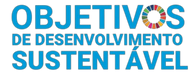 OBJETIVOS
DE DESENVOLVIMENTO
SUSTENTÁVEL